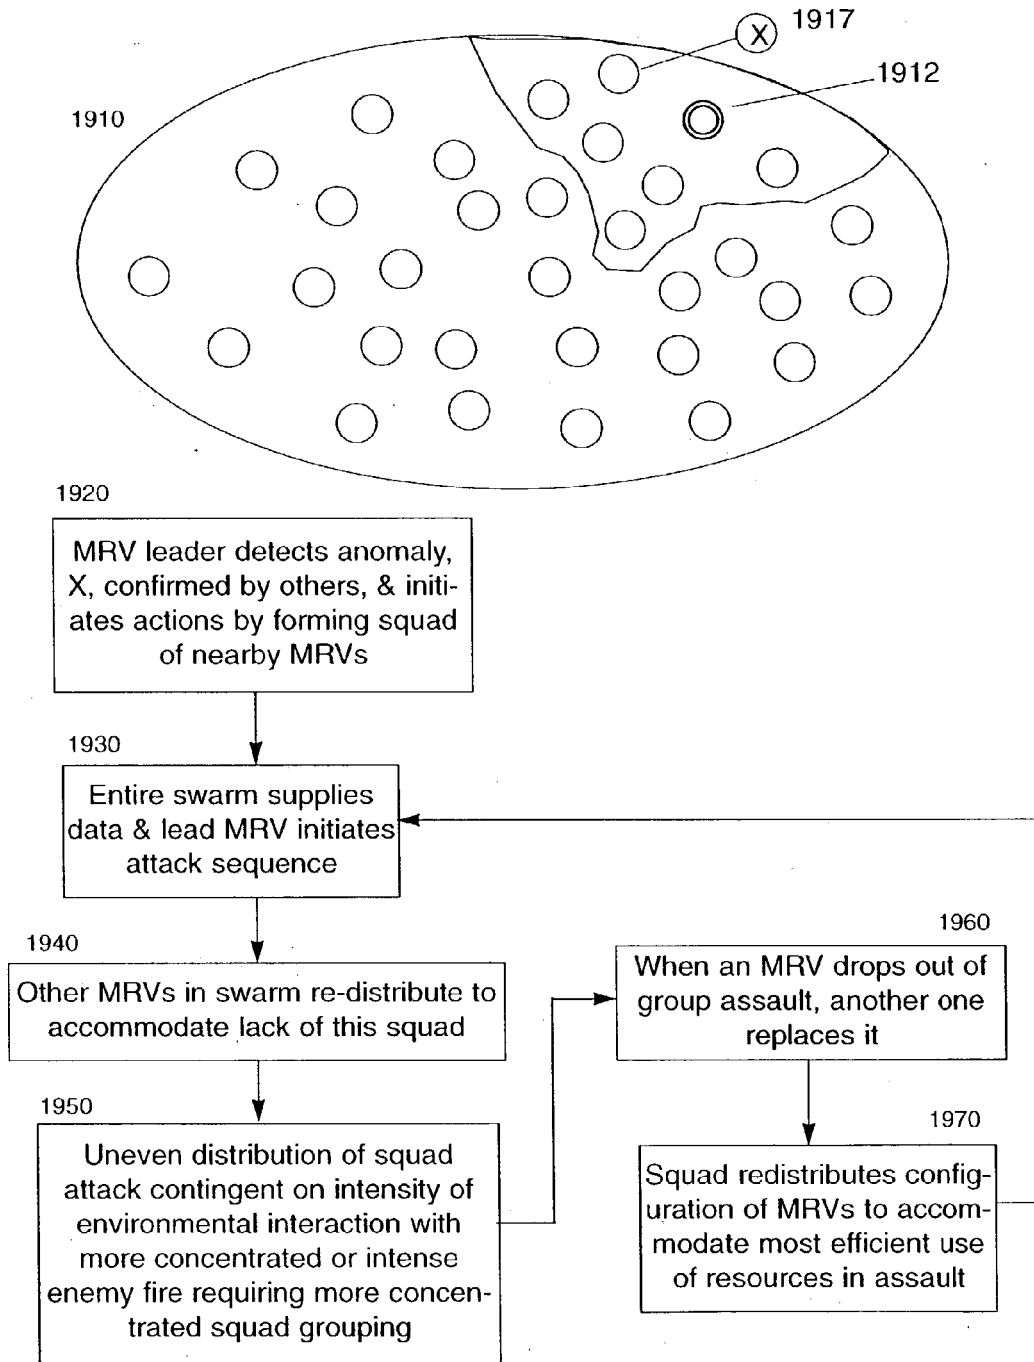 1917
X
1912
1910
1920
MRV leader detects anomaly,
X, confirmed by others, & initi-
ates actions by forming squad
of nearby MRVs
1930
Entire swarm supplies
data & lead MRV initiates
attack sequence
1940
Other MRVs in swarm re-distribute to
accommodate lack of this squad
1950
Uneven distribution of squad
attack contingent on intensity of
environmental interaction with
more concentrated or intense
enemy fire requiring more concen-
trated squad grouping
1960
When an MRV drops out of
group assault, another one
replaces it
1970
Squad redistributes config-
uration of MRVs to accom-
modate most efficient use
of resources in assault